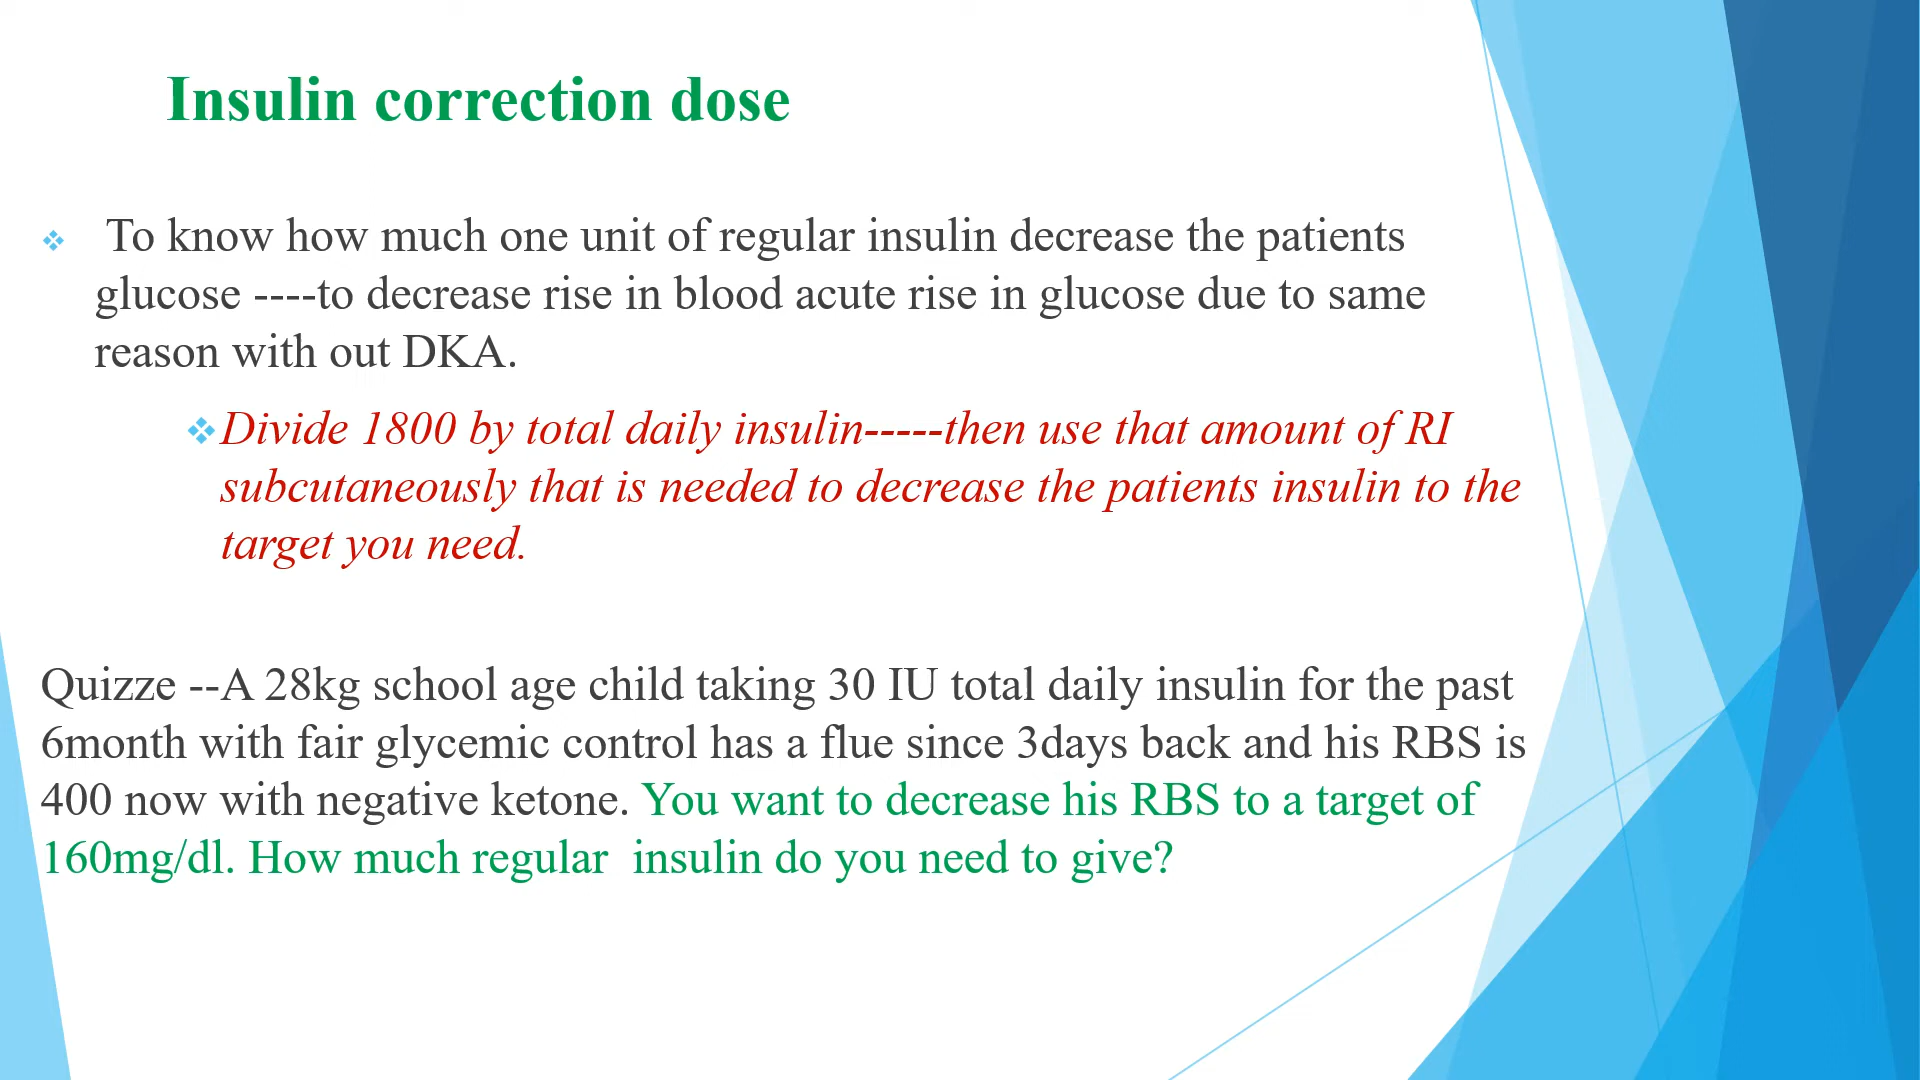 Insulin correction dose
To know how much one unit of regular insulin decrease the patients
glucose ----to decrease rise in blood acute rise in glucose due to same
reason with out DKA.
Divide 1800 by total daily insulin-----then use that amount of RI
subcutaneously that is needed to decrease the patients insulin to the
target you need.
Quizze --A 28kg school age child taking 30 IU total daily insulin for the past
6month with fair glycemic control has a flue since 3days back and his RBS is
400 now with negative ketone. You want to decrease his RBS to a target of
160mg/dl. How much regular  insulin do you need to give?